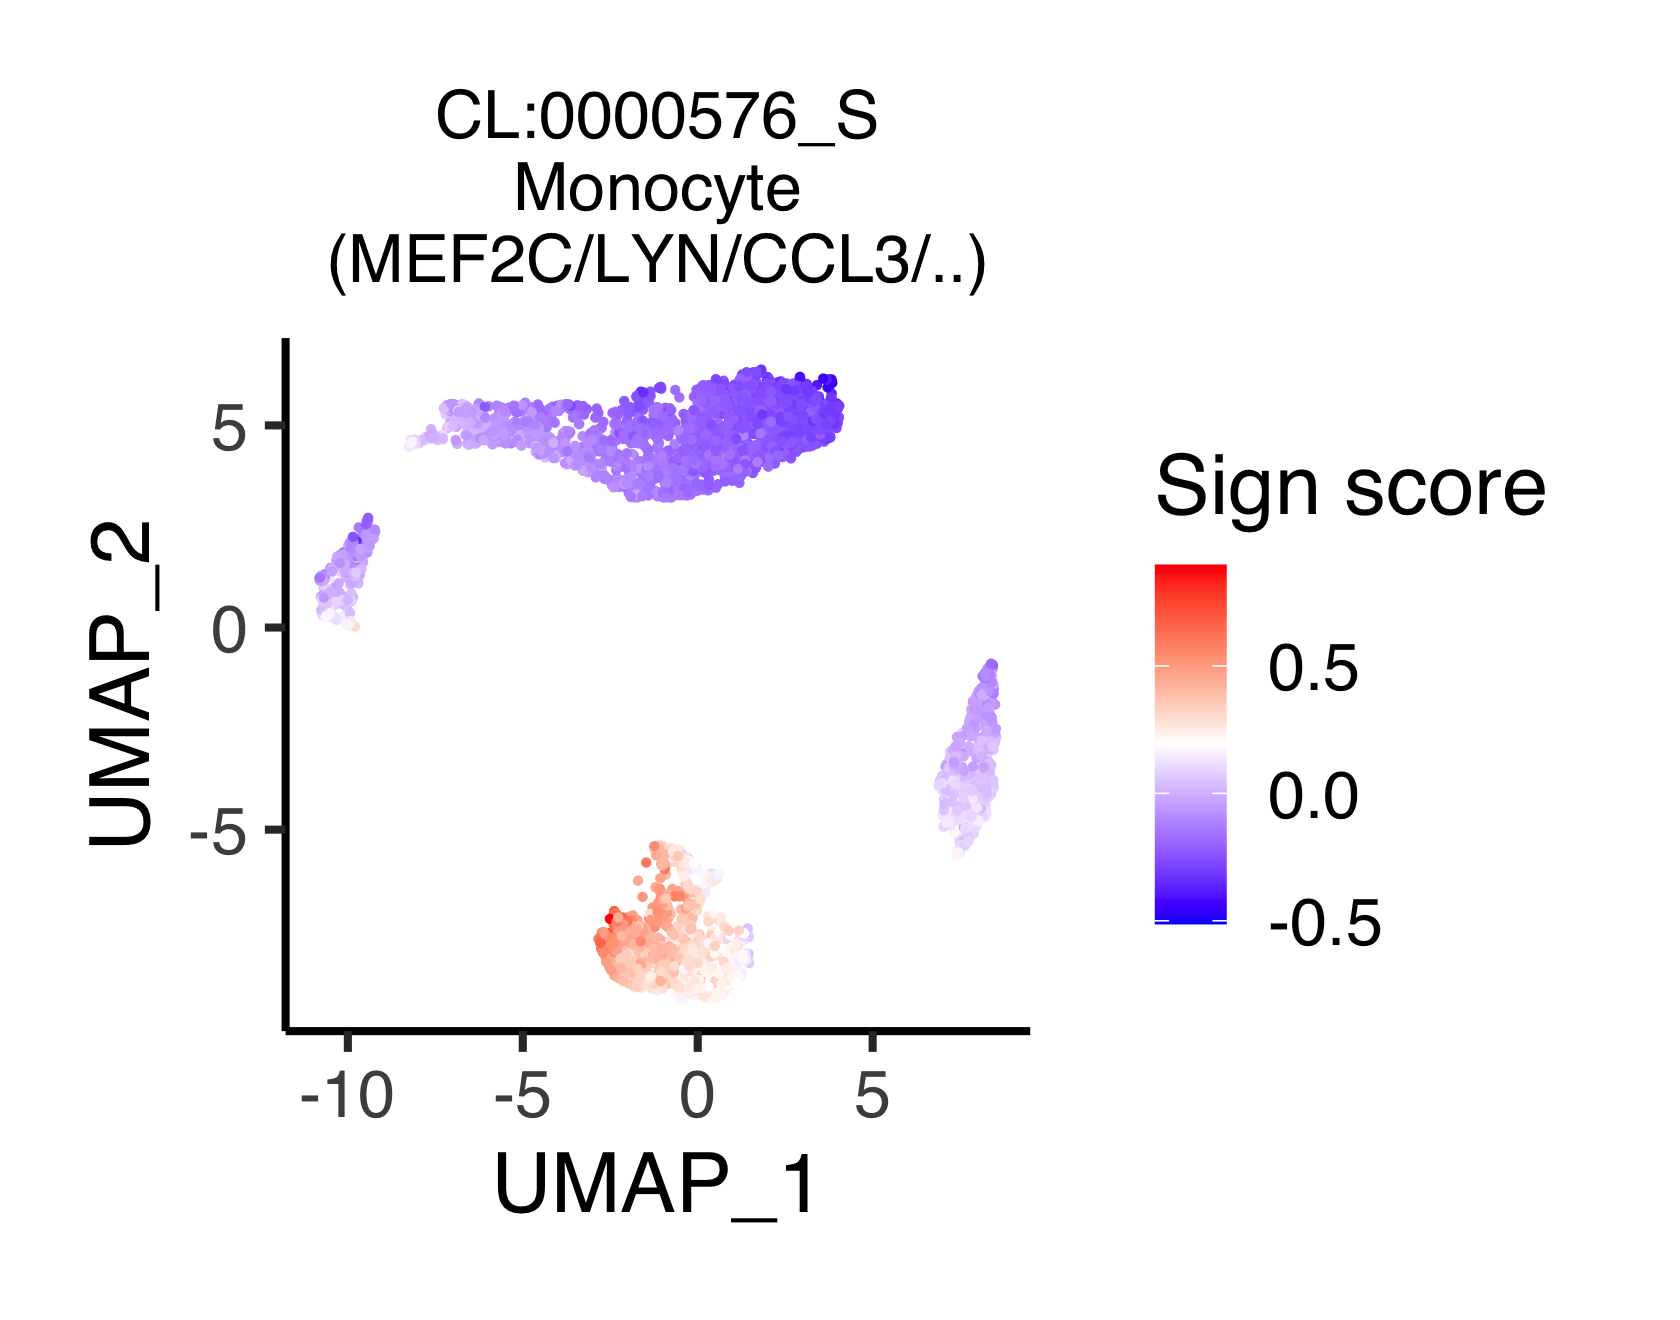 CL:0000576_S
Monocyte
(MEF2C/LYN/CCL3/..)
UMAP_2
5
0
-5
-10 -5 0 5
UMAP_1
Sign score
0.5
0.0
-0.5